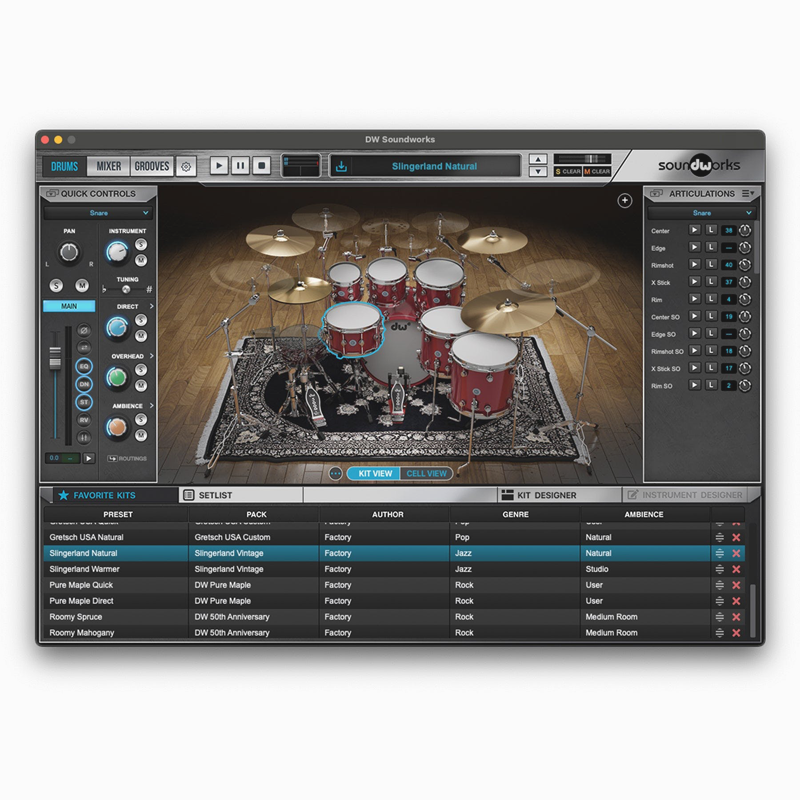 DW Soundworks
DRUMS MIXER GROOVES
Slingerland Natural
S CLEAR M CLEAR
soundworks
QUICK CONTROLS
Snare
PAN
L R
S M
MAIN
EQ
DN
ST
RV
0.0 --
INSTRUMENT
S
M
TUNING
b #
DIRECT
S
M
OVERHEAD
S
M
AMBIENCE
S
M
ROUTINGS
dw
KIT VIEW CELL VIEW
ARTICULATIONS
Snare
Center L 38
Edge L --
Rimshot L 40
X Stick L 37
Rim L 4
Center SO L 19
Edge SO L --
Rimshot SO L 18
X Stick SO L 17
Rim SO L 2
FAVORITE KITS SETLIST KIT DESIGNER INSTRUMENT DESIGNER
PRESET PACK AUTHOR GENRE AMBIENCE
Gretsch USA Quick Gretsch USA Custom Factory Pop User
Gretsch USA Natural Gretsch USA Custom Factory Pop Natural
Slingerland Natural Slingerland Vintage Factory Jazz Natural
Slingerland Warmer Slingerland Vintage Factory Jazz Studio
Pure Maple Quick DW Pure Maple Factory Rock User
Pure Maple Direct DW Pure Maple Factory Rock User
Roomy Spruce DW 50th Anniversary Factory Rock Medium Room
Roomy Mahogany DW 50th Anniversary Factory Rock Medium Room